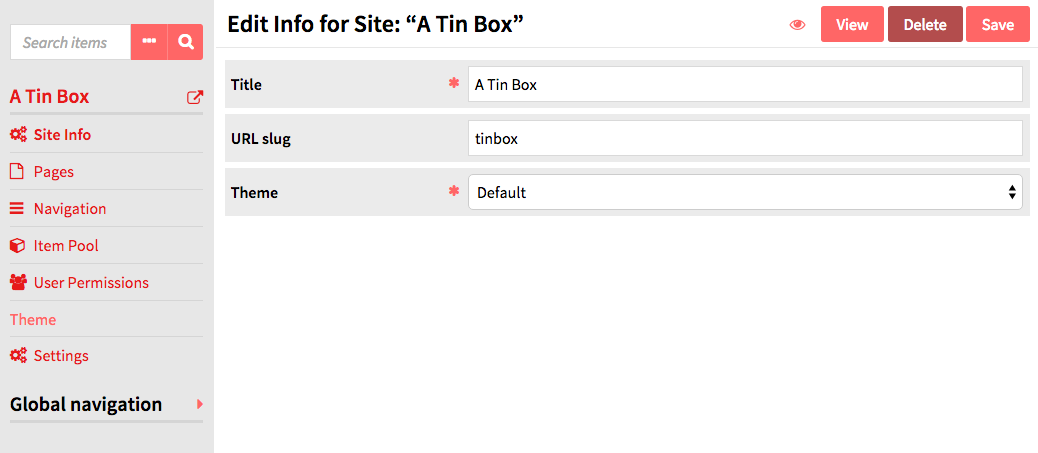 Search items
A Tin Box
Site Info
Pages
Navigation
Item Pool
User Permissions
Theme
Settings
Global navigation
Edit Info for Site: “A Tin Box”
View
Delete
Save
Title * A Tin Box
URL slug tinbox
Theme * Default